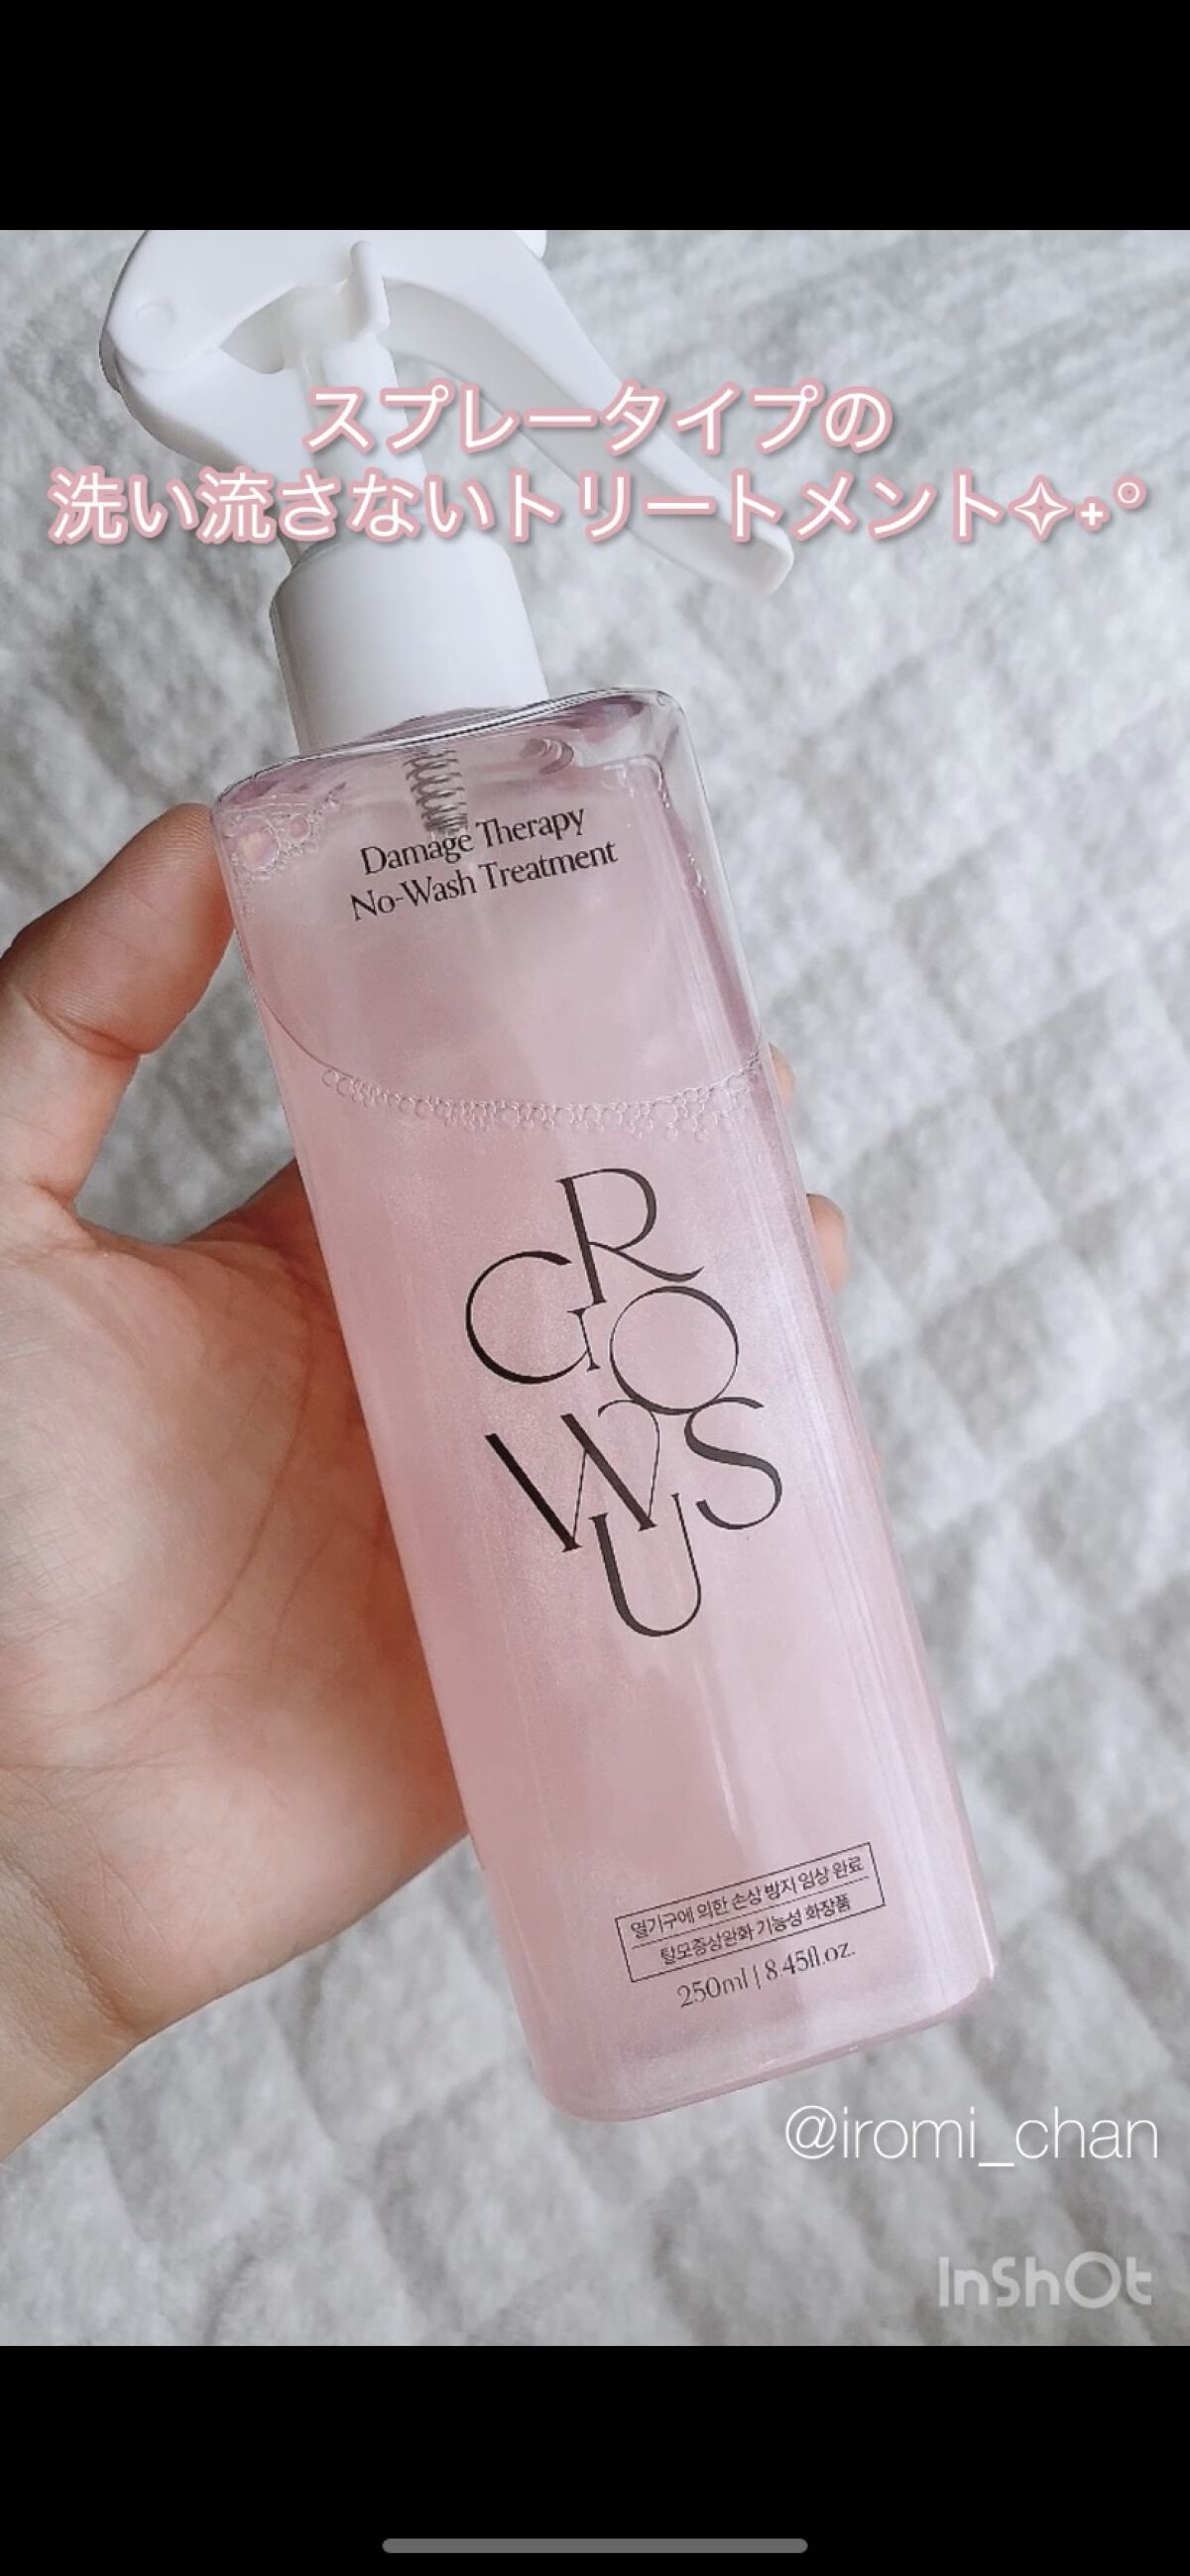 スプレータイプの
洗い流さないトリートメント✧˖°
Damage Therapy
No-Wash Treatment
GROWUS
열기구에 의한 손상 방지 임상 완료
탈모증상완화 기능성 화장품
250ml | 8.45fl.oz.
@iromi_chan
InShOt